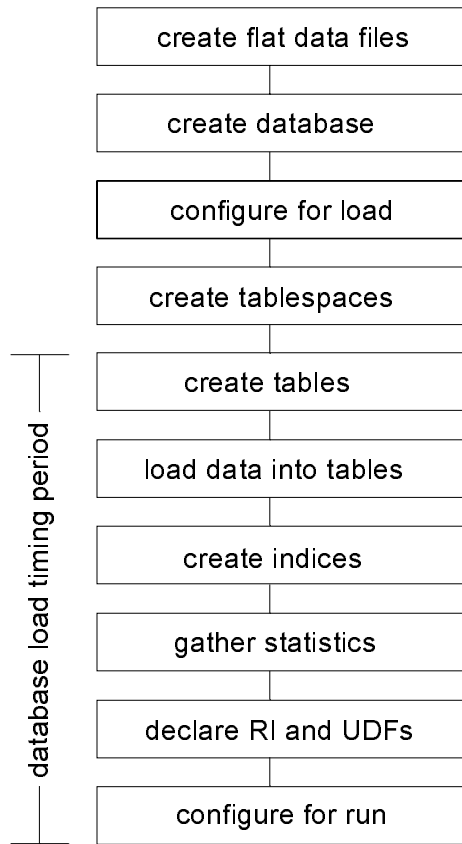 create flat data files
create database
configure for load
create tablespaces
create tables
load data into tables
create indices
gather statistics
declare RI and UDFs
configure for run
database load timing period